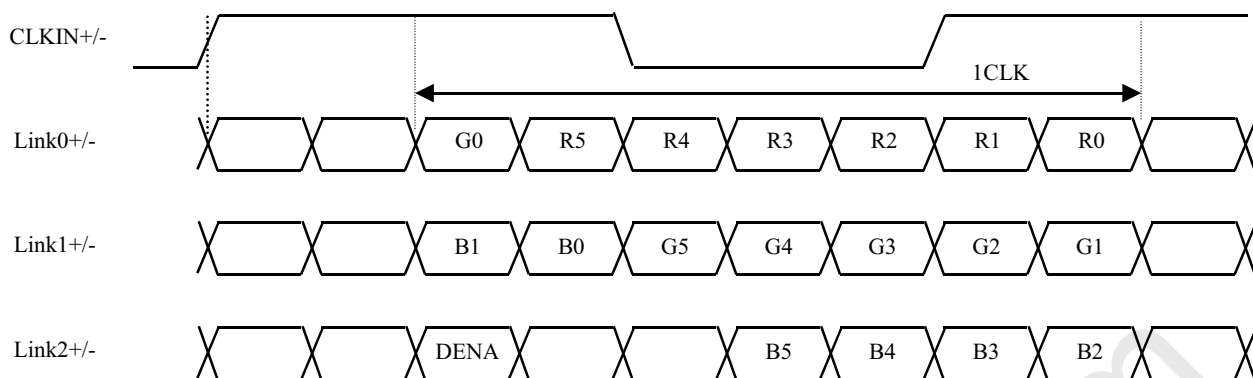 CLKIN+/-
1CLK
Link0+/- G0 R5 R4 R3 R2 R1 R0
Link1+/- B1 B0 G5 G4 G3 G2 G1
Link2+/- DENA B5 B4 B3 B2